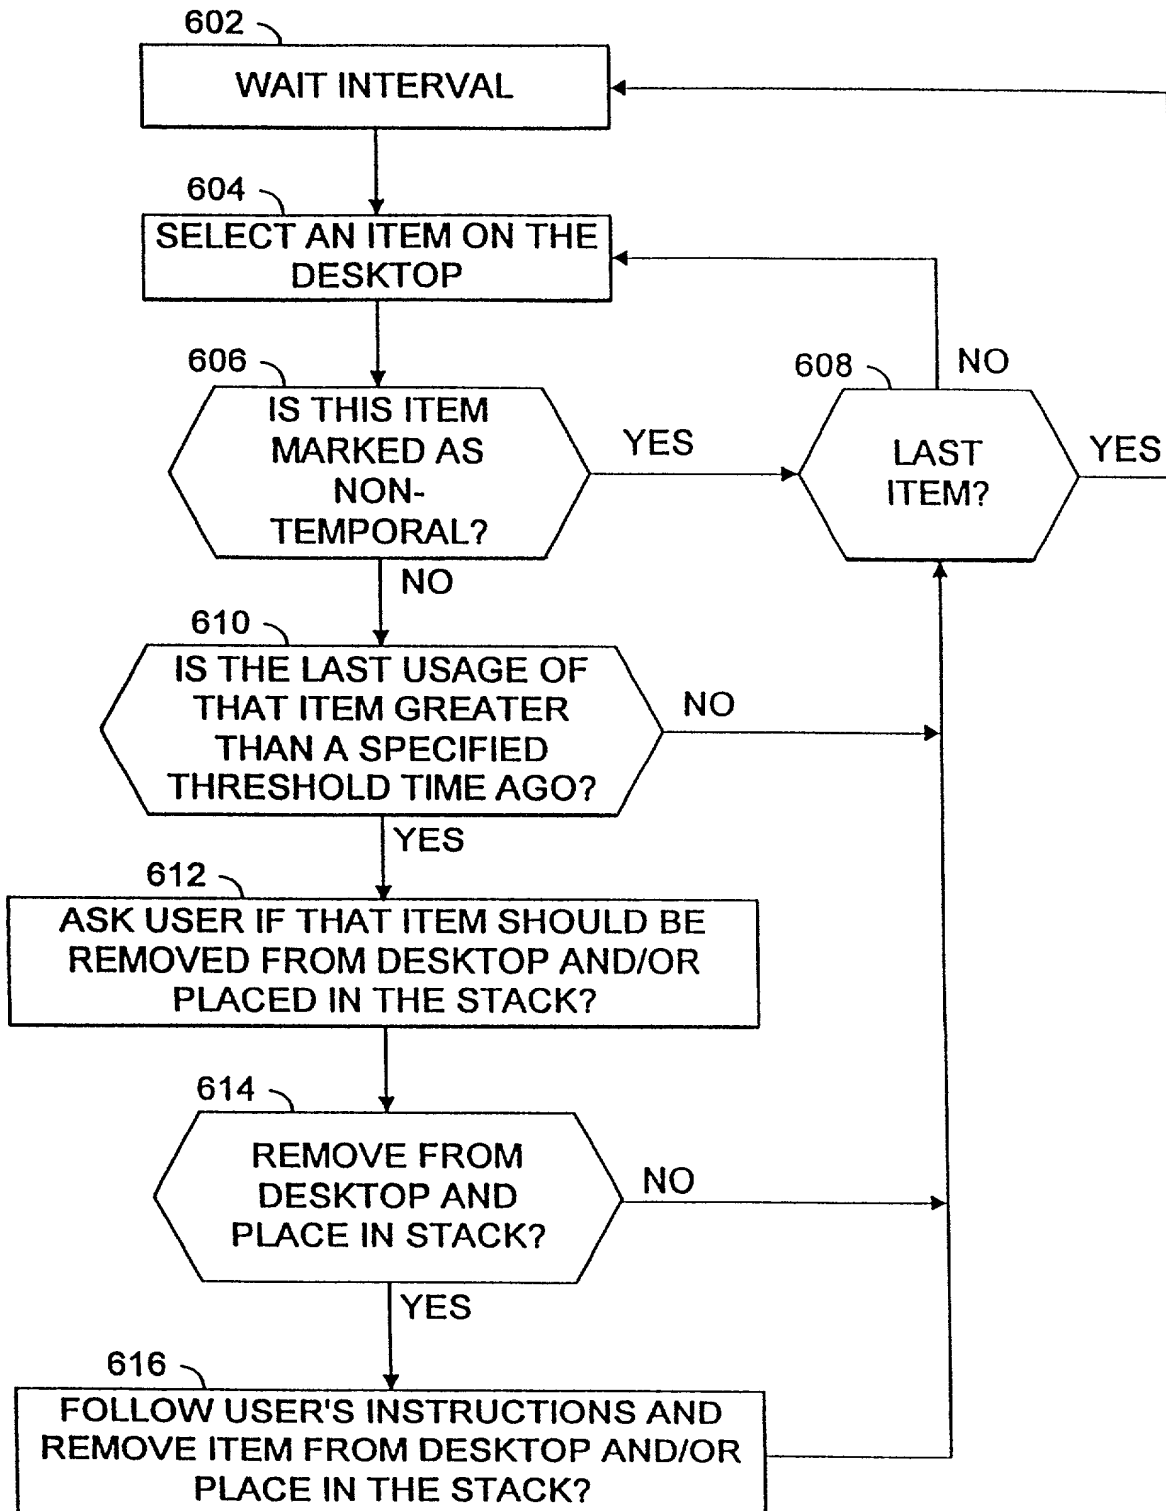 602
WAIT INTERVAL
604
SELECT AN ITEM ON THE
DESKTOP
606
IS THIS ITEM
MARKED AS
NON-
TEMPORAL?
YES
NO
608
LAST
ITEM?
NO
YES
610
IS THE LAST USAGE OF
THAT ITEM GREATER
THAN A SPECIFIED
THRESHOLD TIME AGO?
NO
YES
612
ASK USER IF THAT ITEM SHOULD BE
REMOVED FROM DESKTOP AND/OR
PLACED IN THE STACK?
614
REMOVE FROM
DESKTOP AND
PLACE IN STACK?
NO
YES
616
FOLLOW USER'S INSTRUCTIONS AND
REMOVE ITEM FROM DESKTOP AND/OR
PLACE IN THE STACK?